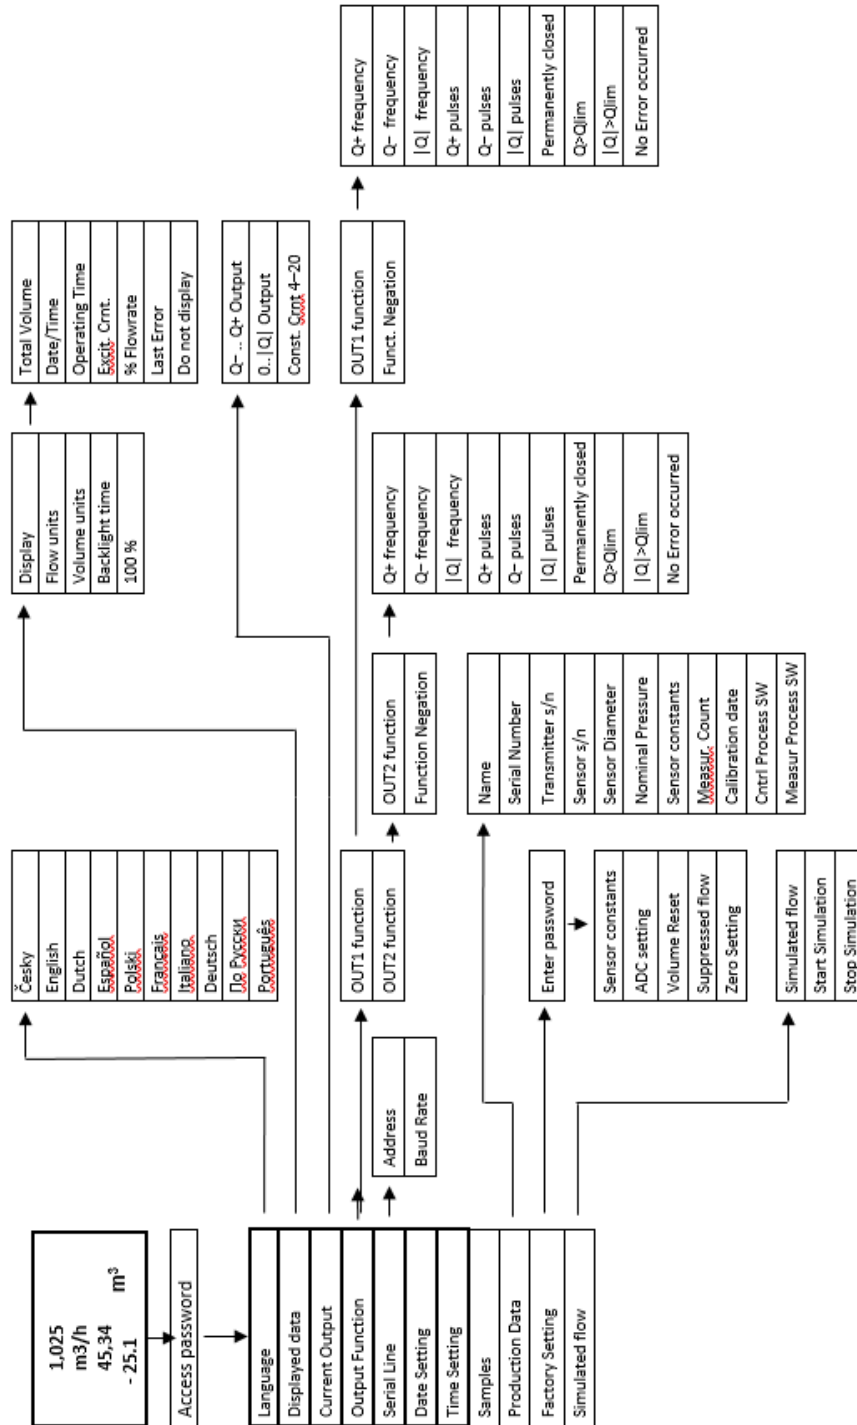 1,025
m3/h
45,34
- 25.1
m³
Access password
Language
Displayed data
Current Output
Output Function
Serial Line
Date Setting
Time Setting
Samples
Production Data
Factory Setting
Simulated flow
Česky
English
Dutch
Español
Polski
Français
Italiano
Deutsch
По Русски
Português
Display
Flow units
Volume units
Backlight time
100 %
Total Volume
Date/Time
Operating Time
Excit. Crnt.
% Flowrate
Last Error
Do not display
Q− .. Q+ Output
0..|Q| Output
Const. Crnt 4–20
OUT1 function
OUT2 function
OUT1 function
Funct. Negation
Q+ frequency
Q− frequency
|Q| frequency
Q+ pulses
Q− pulses
|Q| pulses
Permanently closed
Q>Qlim
|Q|>Qlim
No Error occurred
OUT2 function
Function Negation
Q+ frequency
Q− frequency
|Q| frequency
Q+ pulses
Q− pulses
|Q| pulses
Permanently closed
Q>Qlim
|Q|>Qlim
No Error occurred
Address
Baud Rate
Name
Serial Number
Transmitter s/n
Sensor s/n
Sensor Diameter
Nominal Pressure
Sensor constants
Measur. Count
Calibration date
Cntrl Process SW
Measur Process SW
Enter password
Sensor constants
ADC setting
Volume Reset
Suppressed flow
Zero Setting
Simulated flow
Start Simulation
Stop Simulation